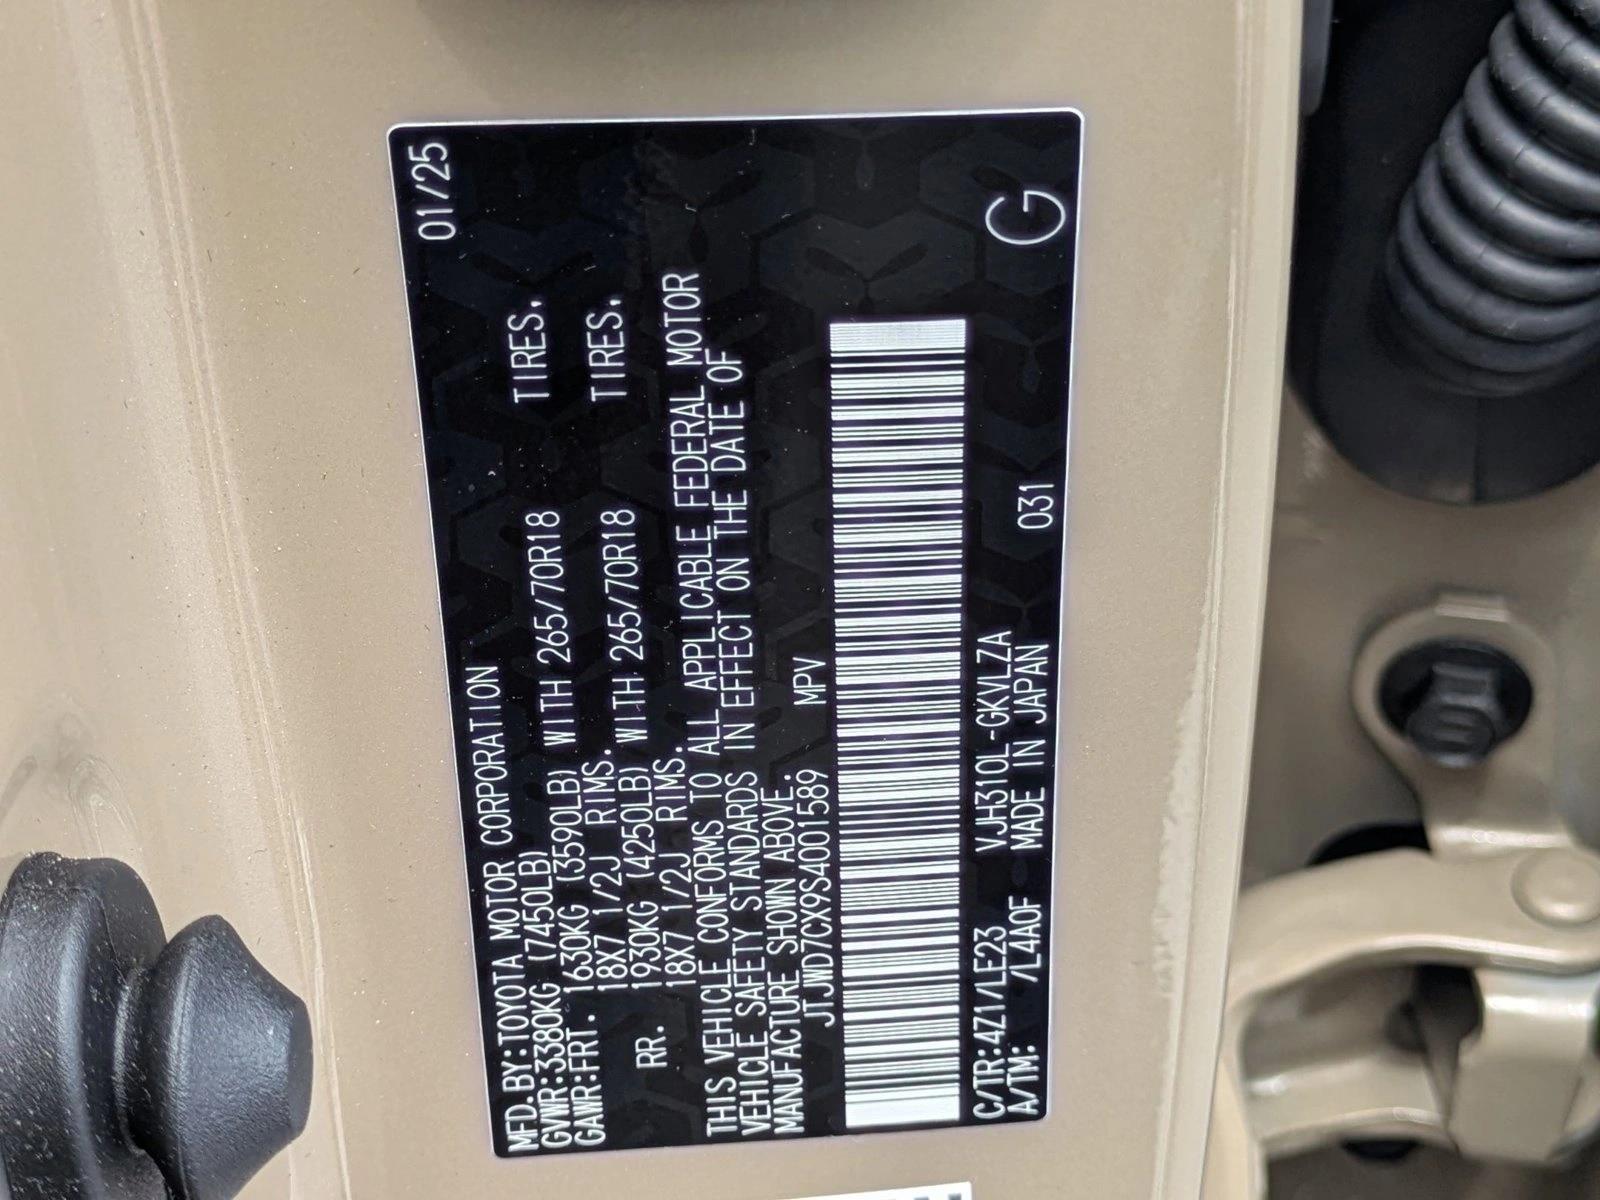 01/25
MFD.BY:TOYOTA MOTOR CORPORATION
GVWR:3380KG (7450LB)
GAWR:FRT. 1630KG (3590LB) WITH 265/70R18 TIRES.
18X7 1/2J RIMS.
RR. 1930KG (4250LB) WITH 265/70R18 TIRES.
18X7 1/2J RIMS.
THIS VEHICLE CONFORMS TO ALL APPLICABLE FEDERAL MOTOR
VEHICLE SAFETY STANDARDS IN EFFECT ON THE DATE OF
MANUFACTURE SHOWN ABOVE.
JTJWD7CX9S4001589 MPV
C/TR:4Z1/LE23 VJH310L-GKVLZA
A/TM: /L4A0F MADE IN JAPAN 031
G